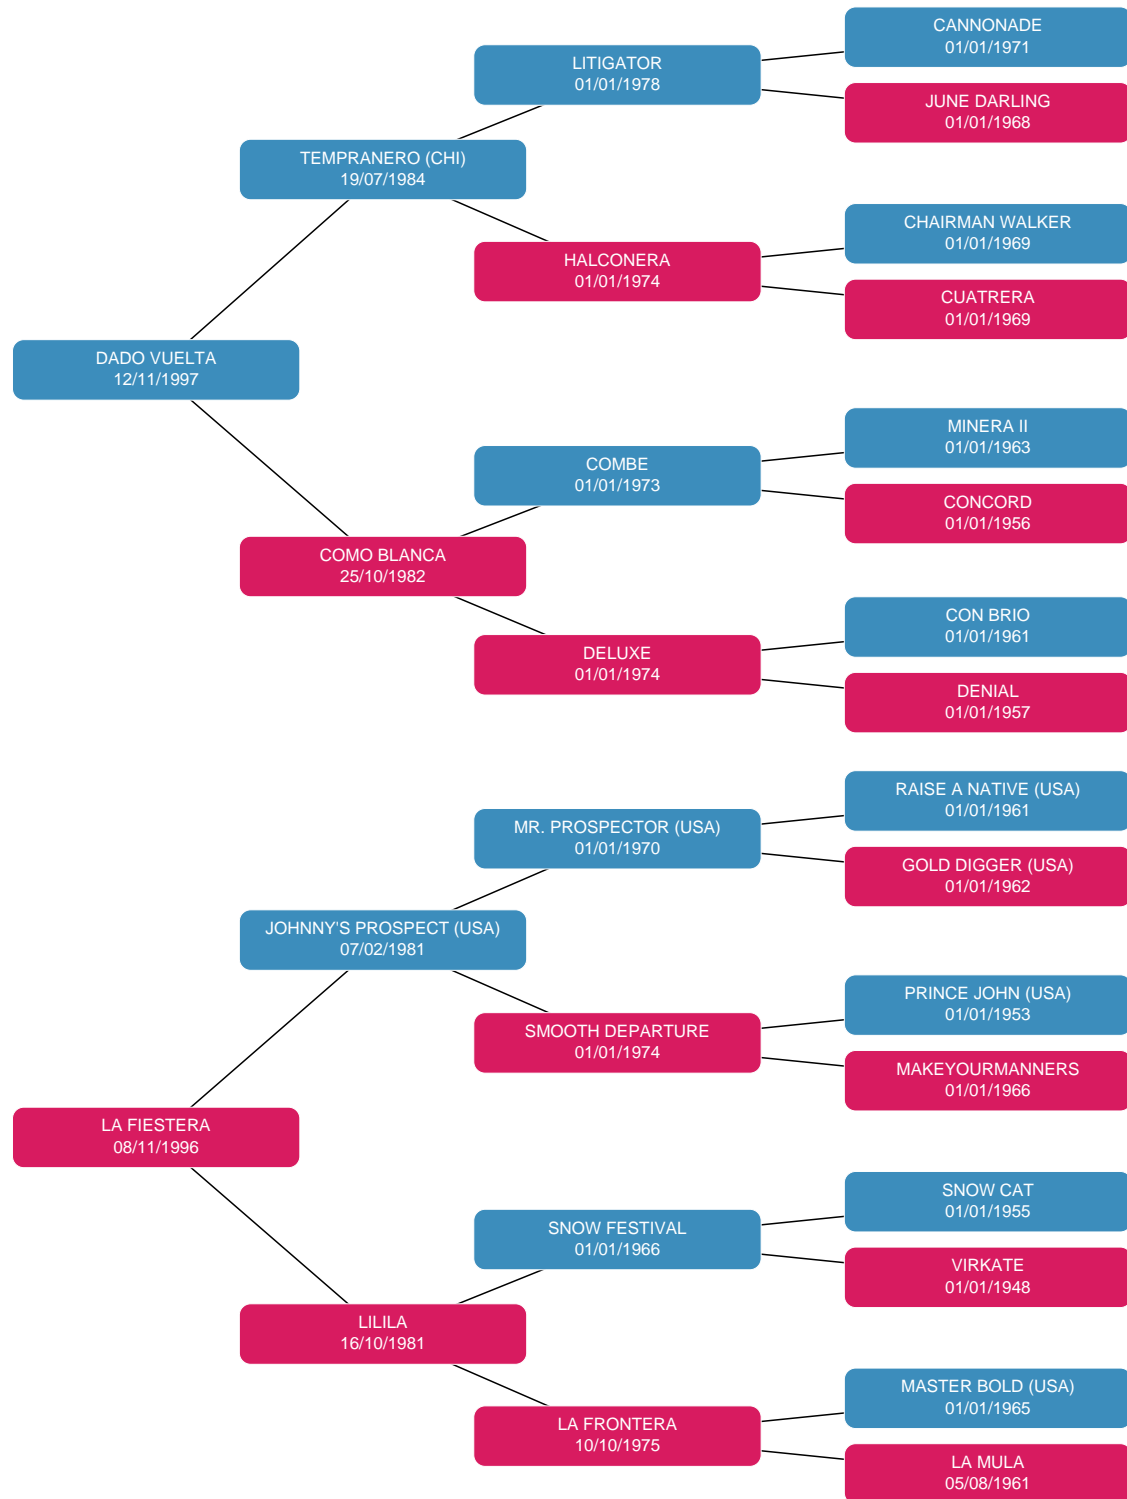 CANNONADE
01/01/1971
LITIGATOR
01/01/1978
JUNE DARLING
01/01/1968
TEMPRANERO (CHI)
19/07/1984
CHAIRMAN WALKER
01/01/1969
HALCONERA
01/01/1974
CUATRERA
01/01/1969
DADO VUELTA
12/11/1997
MINERA II
01/01/1963
COMBE
01/01/1973
CONCORD
01/01/1956
COMO BLANCA
25/10/1982
CON BRIO
01/01/1961
DELUXE
01/01/1974
DENIAL
01/01/1957
RAISE A NATIVE (USA)
01/01/1961
MR. PROSPECTOR (USA)
01/01/1970
GOLD DIGGER (USA)
01/01/1962
JOHNNY'S PROSPECT (USA)
07/02/1981
PRINCE JOHN (USA)
01/01/1953
SMOOTH DEPARTURE
01/01/1974
MAKEYOURMANNERS
01/01/1966
LA FIESTERA
08/11/1996
SNOW CAT
01/01/1955
SNOW FESTIVAL
01/01/1966
VIRKATE
01/01/1948
LILILA
16/10/1981
MASTER BOLD (USA)
01/01/1965
LA FRONTERA
10/10/1975
LA MULA
05/08/1961